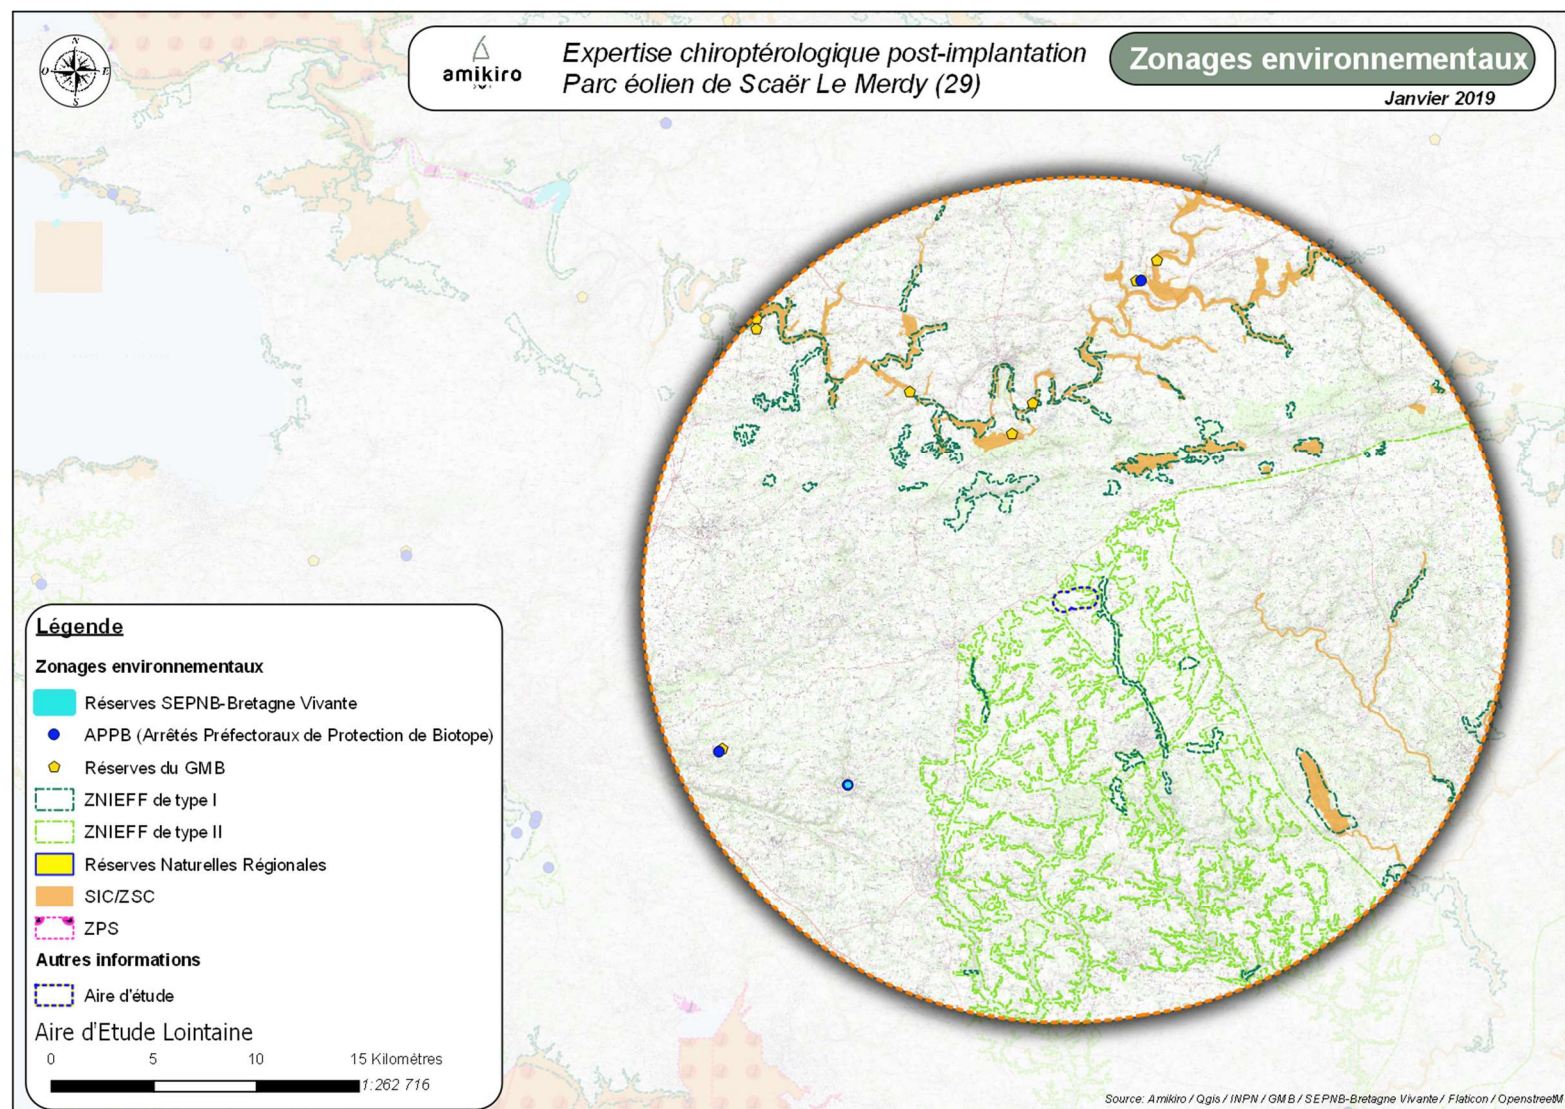 N
O
E
S
amikiro
Expertise chiroptérologique post-implantation
Parc éolien de Scaër Le Merdy (29)
Zonages environnementaux
Janvier 2019
Légende
Zonages environnementaux
Réserves SEPNB-Bretagne Vivante
APPB (Arrêtés Préfectoraux de Protection de Biotope)
Réserves du GMB
ZNIEFF de type I
ZNIEFF de type II
Réserves Naturelles Régionales
SIC/ZSC
ZPS
Autres informations
Aire d'étude
Aire d'Etude Lointaine
0 5 10 15 Kilomètres
1:262 716
Source: Amikiro / Qgis / INPN / GMB / SEPNB-Bretagne Vivante / Flaticon / OpenstreetM